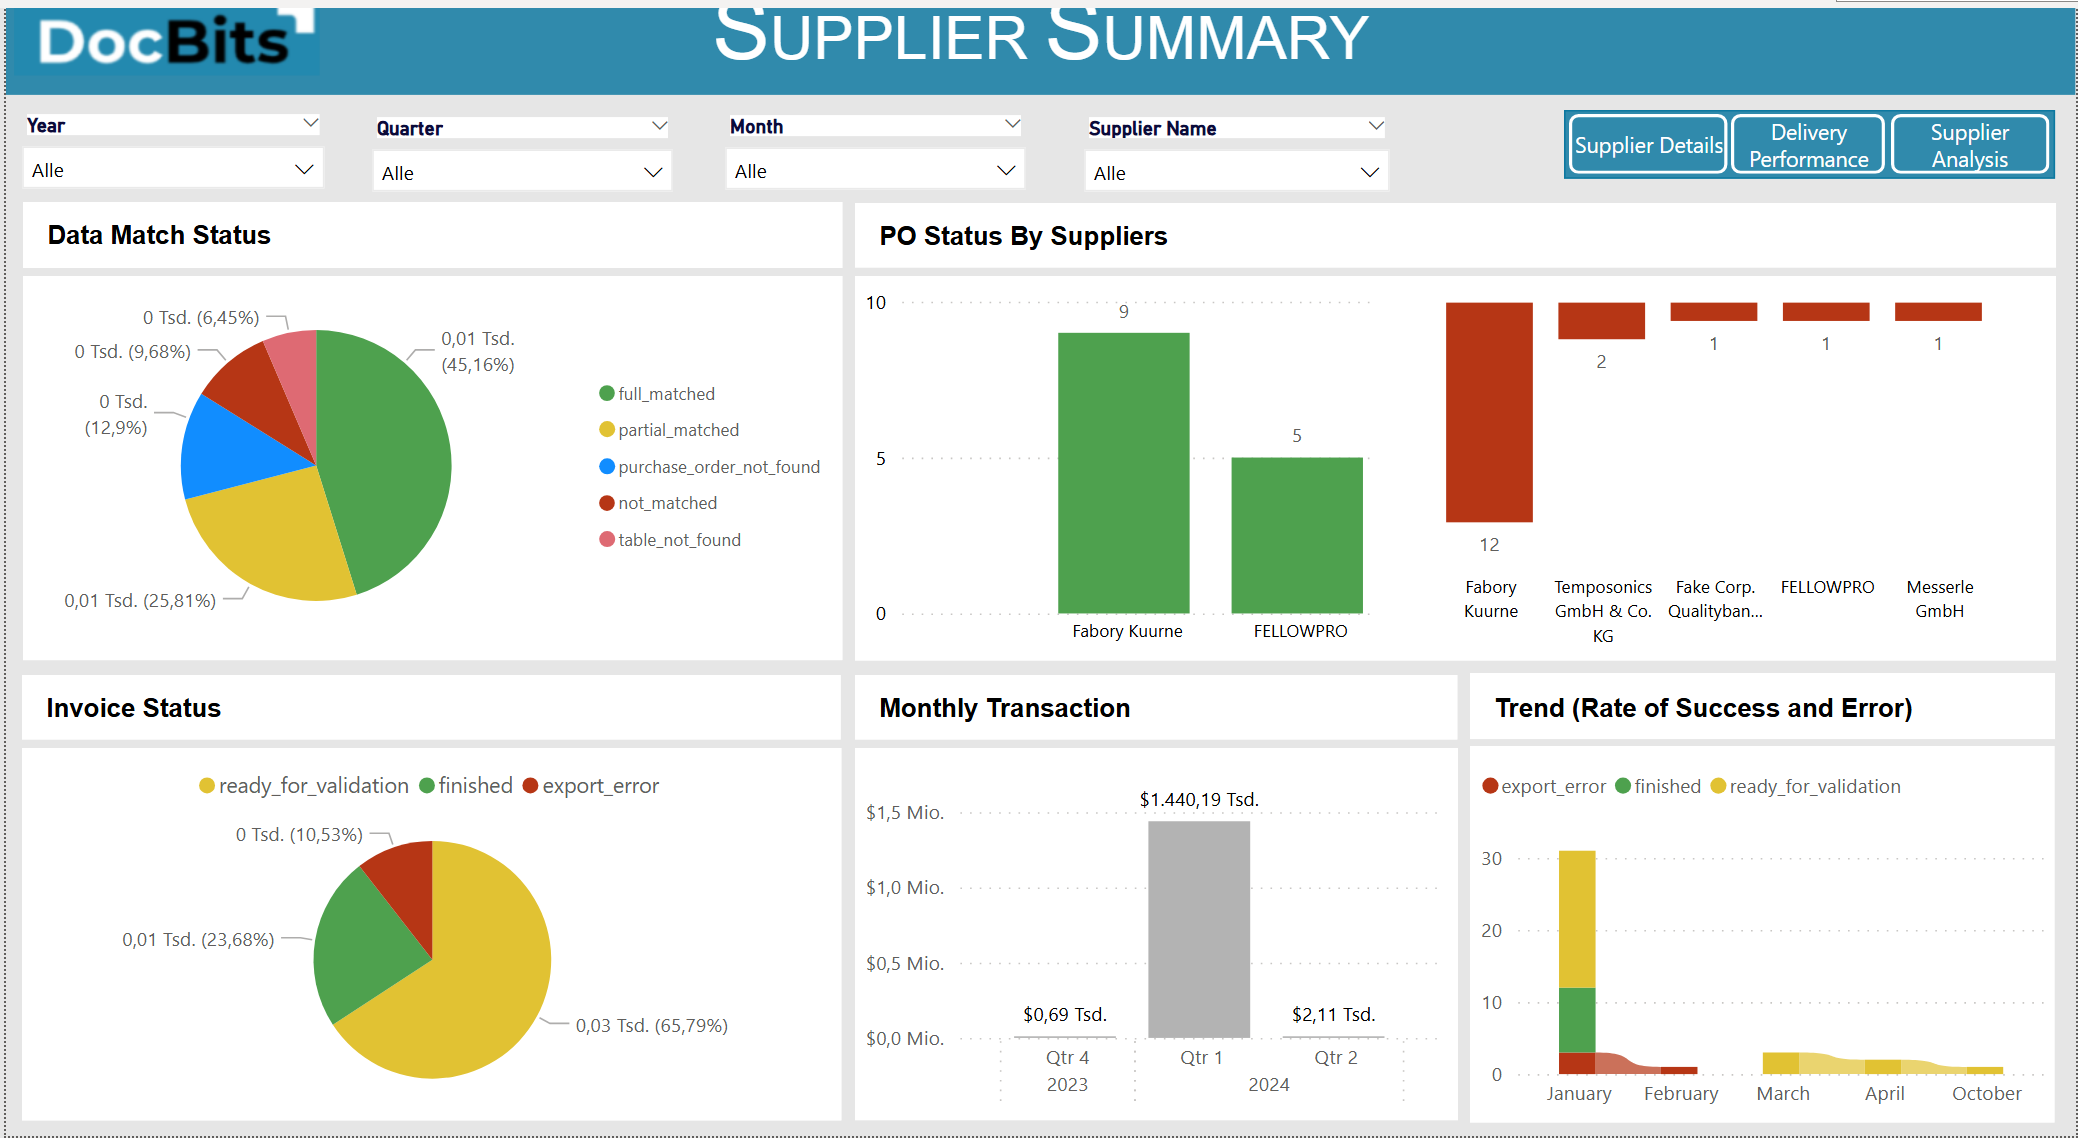 DocBits
SUPPLIER SUMMARY
Year
Alle
Quarter
Alle
Month
Alle
Supplier Name
Alle
Supplier Details
Delivery
Performance
Supplier
Analysis
Data Match Status
0 Tsd. (6,45%)
0 Tsd. (9,68%)
0 Tsd.
(12,9%)
0,01 Tsd. (25,81%)
0,01 Tsd.
(45,16%)
full_matched
partial_matched
purchase_order_not_found
not_matched
table_not_found
PO Status By Suppliers
10
5
0
9
5
Fabory Kuurne
FELLOWPRO
12
2
1
1
1
Fabory
Kuurne
Temposonics
GmbH & Co.
KG
Fake Corp.
Qualityban...
FELLOWPRO
Messerle
GmbH
Invoice Status
ready_for_validation finished export_error
0 Tsd. (10,53%)
0,01 Tsd. (23,68%)
0,03 Tsd. (65,79%)
Monthly Transaction
$1,5 Mio.
$1,0 Mio.
$0,5 Mio.
$0,0 Mio.
$0,69 Tsd.
$1.440,19 Tsd.
$2,11 Tsd.
Qtr 4 Qtr 1 Qtr 2
2023 2024
Trend (Rate of Success and Error)
export_error finished ready_for_validation
30
20
10
0
January February March April October